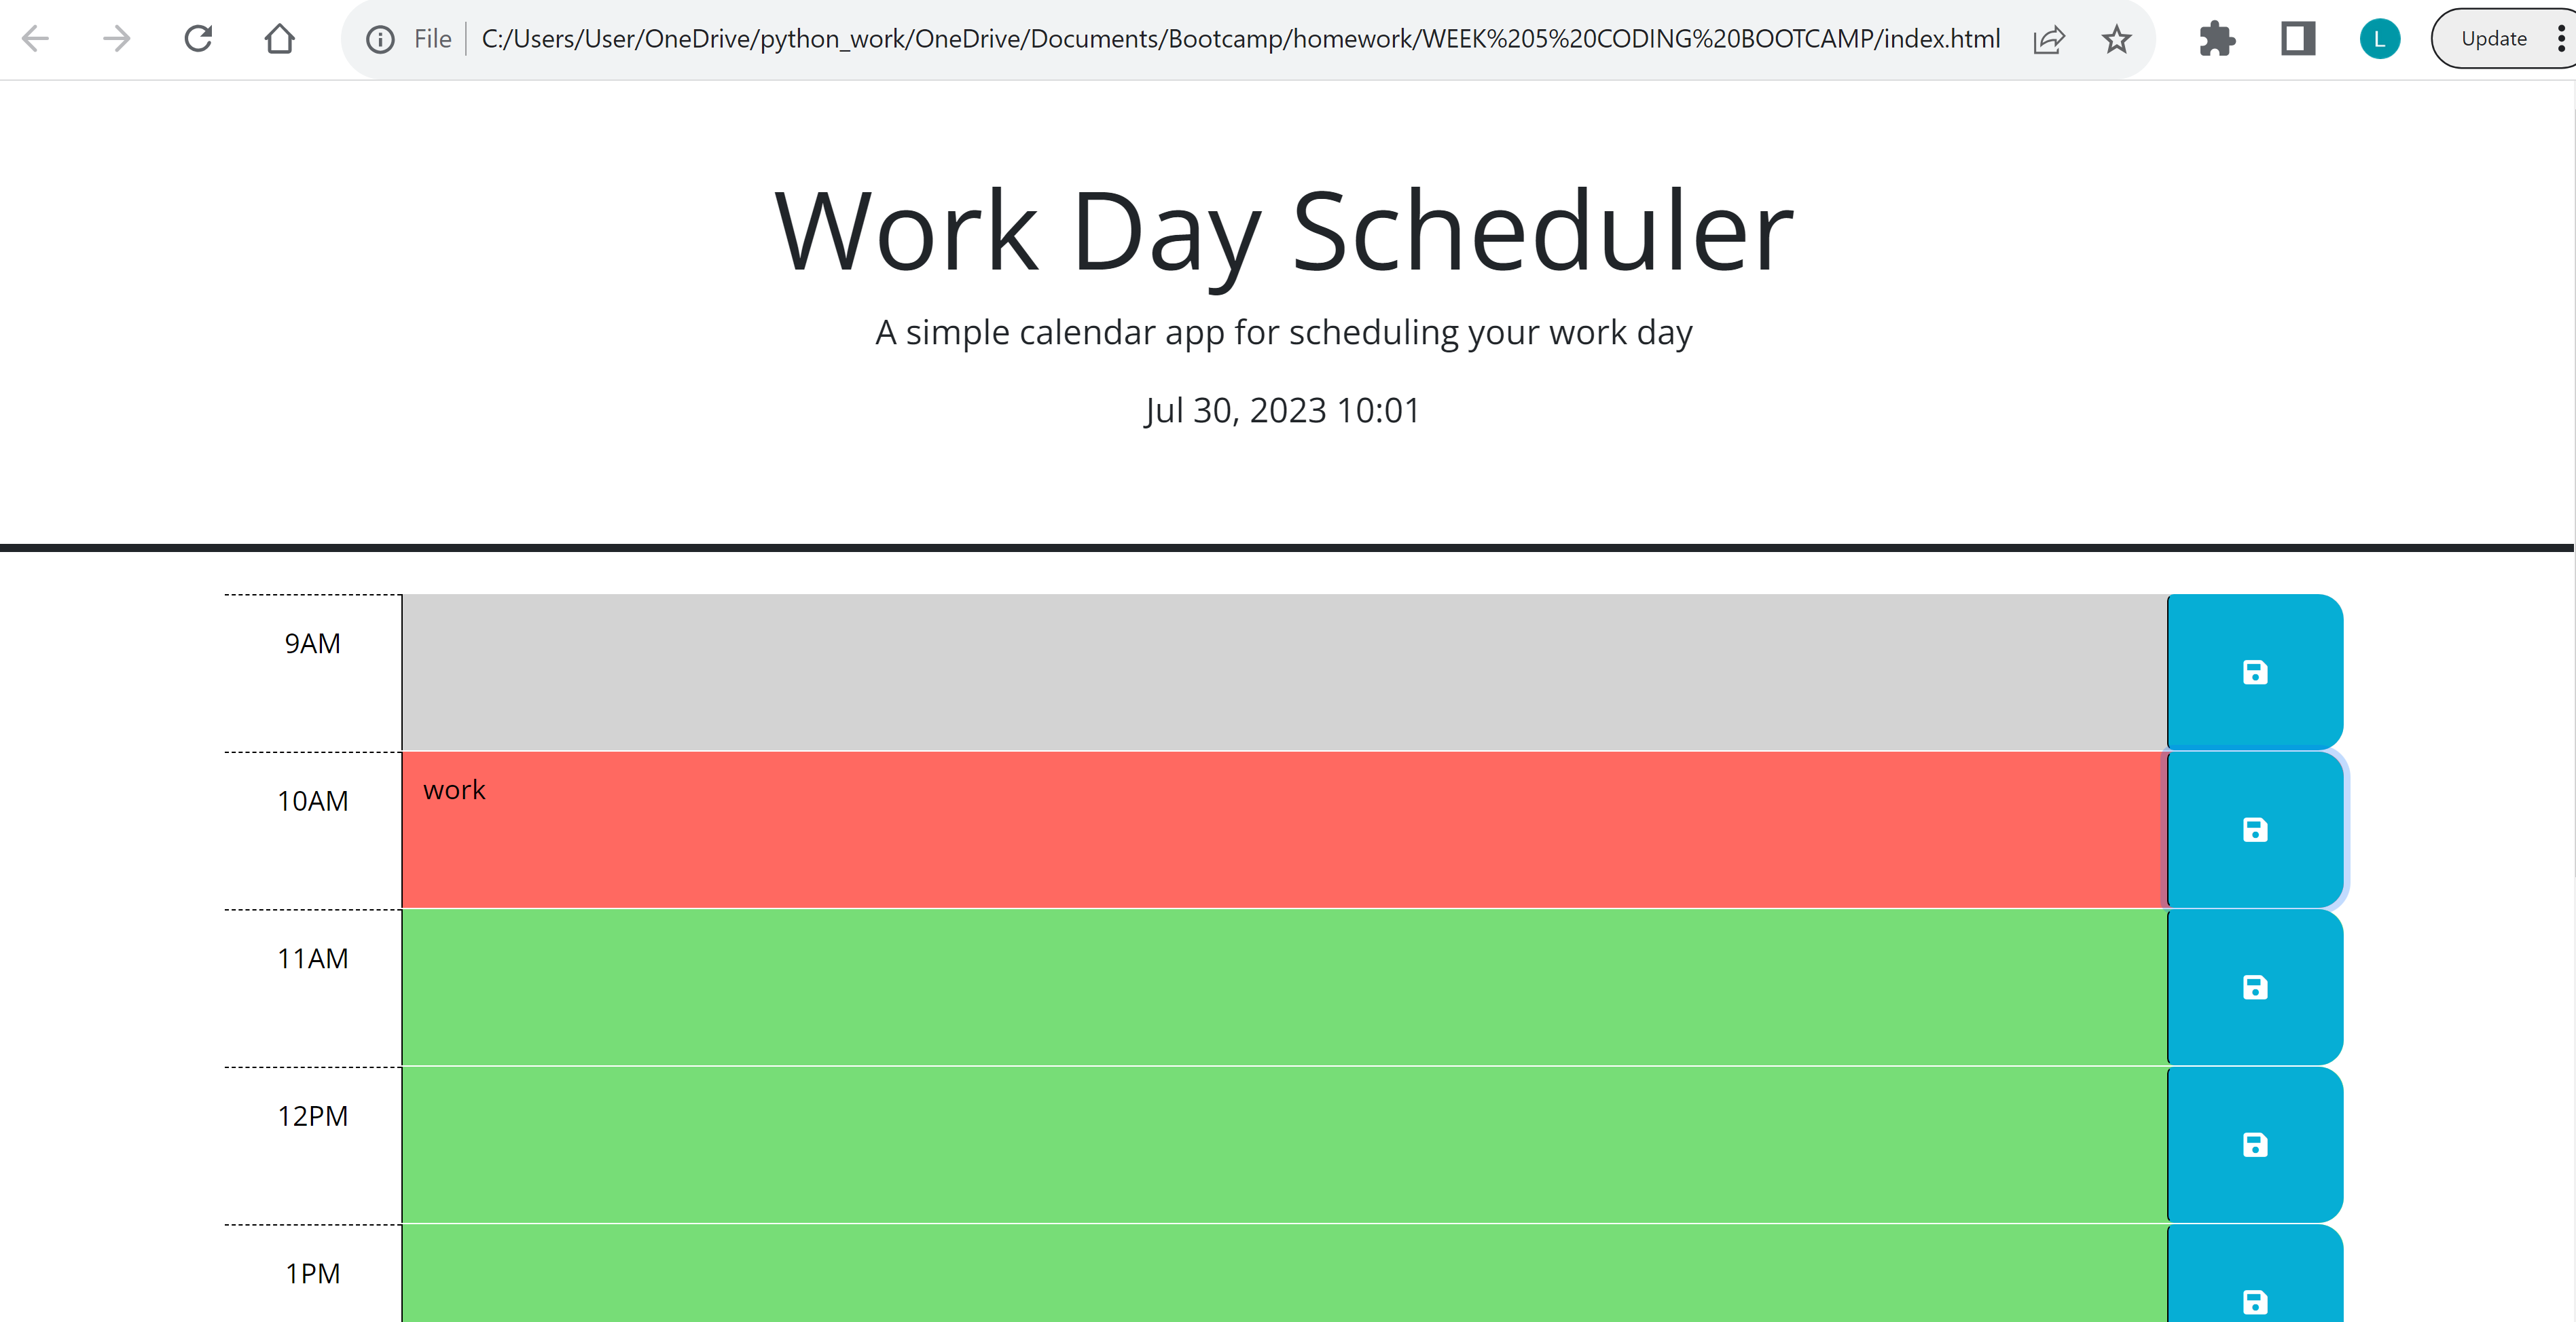 File C:/Users/User/OneDrive/python_work/OneDrive/Documents/Bootcamp/homework/WEEK%205%20CODING%20BOOTCAMP/index.html L Update
Work Day Scheduler
A simple calendar app for scheduling your work day
Jul 30, 2023 10:01
9AM
10AM work
11AM
12PM
1PM